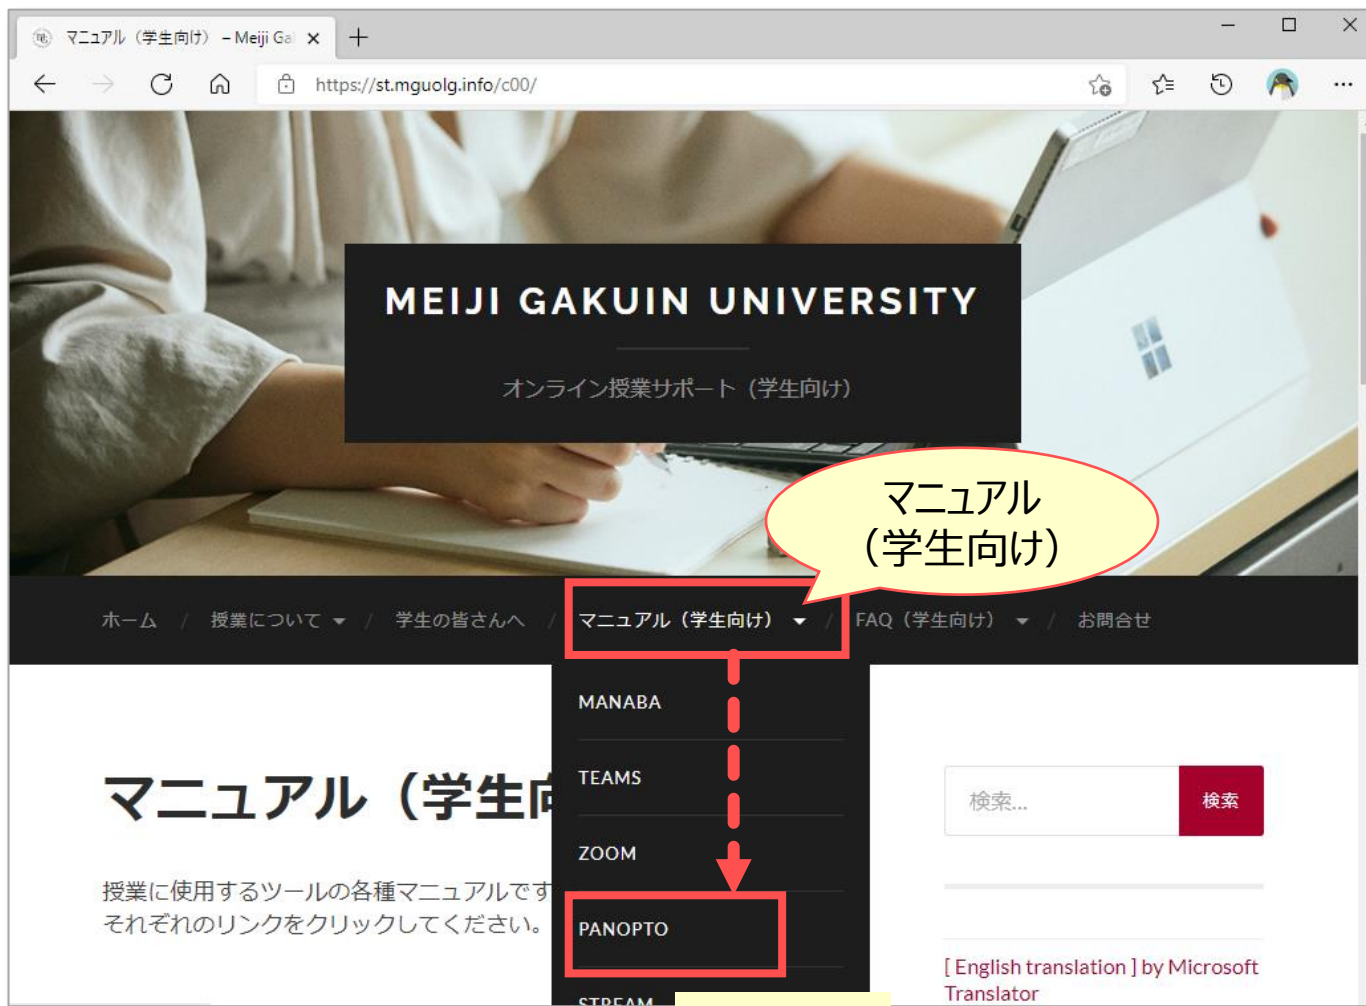 マニュアル（学生向け） – Meiji Ga
https://st.mguolg.info/c00/
MEIJI GAKUIN UNIVERSITY
オンライン授業サポート（学生向け）
マニュアル
（学生向け）
ホーム / 授業について / 学生の皆さんへ / マニュアル（学生向け） / FAQ（学生向け） / お問合せ
MANABA
TEAMS
ZOOM
PANOPTO
STREAM
マニュアル（学生向
授業に使用するツールの各種マニュアルです
それぞれのリンクをクリックしてください。
検索...
検索
[ English translation ] by Microsoft
Translator